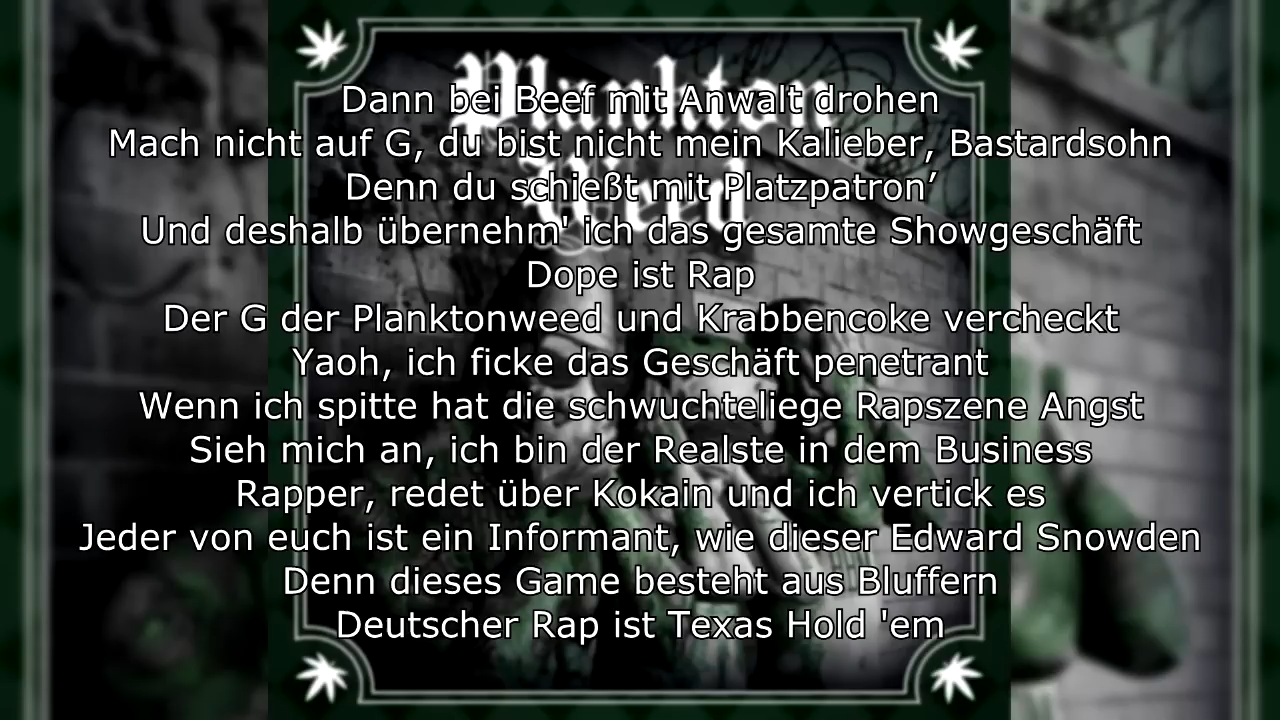 Plankton
Weed
Dann bei Beef mit Anwalt drohen
Mach nicht auf G, du bist nicht mein Kalieber, Bastardsohn
Denn du schießt mit Platzpatron’
Und deshalb übernehm' ich das gesamte Showgeschäft
Dope ist Rap
Der G der Planktonweed und Krabbencoke vercheckt
Yaoh, ich ficke das Geschäft penetrant
Wenn ich spitte hat die schwuchteliege Rapszene Angst
Sieh mich an, ich bin der Realste in dem Business
Rapper, redet über Kokain und ich vertick es
Jeder von euch ist ein Informant, wie dieser Edward Snowden
Denn dieses Game besteht aus Bluffern
Deutscher Rap ist Texas Hold 'em